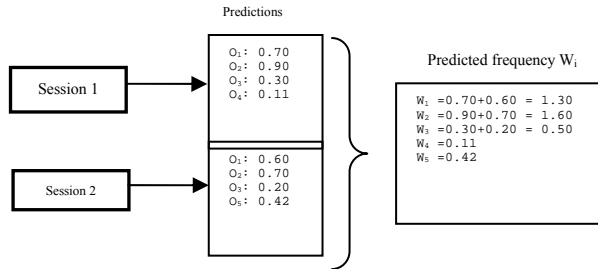 Predictions
Session 1
O₁: 0.70
O₂: 0.90
O₃: 0.30
O₄: 0.11
Session 2
O₁: 0.60
O₂: 0.70
O₃: 0.20
O₅: 0.42
Predicted frequency Wᵢ
W₁ =0.70+0.60 = 1.30
W₂ =0.90+0.70 = 1.60
W₃ =0.30+0.20 = 0.50
W₄ =0.11
W₅ =0.42